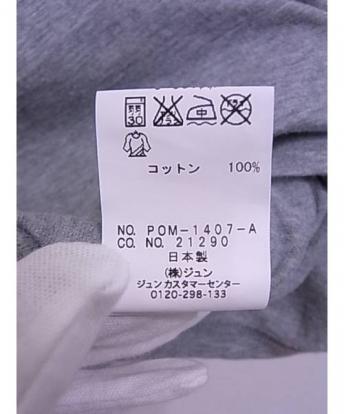 弱
30
コットン 100%
NO. POM-1407-A
CO. NO. 21290
日本製
(株)ジュン
ジュンカスタマーセンター
0120-298-133